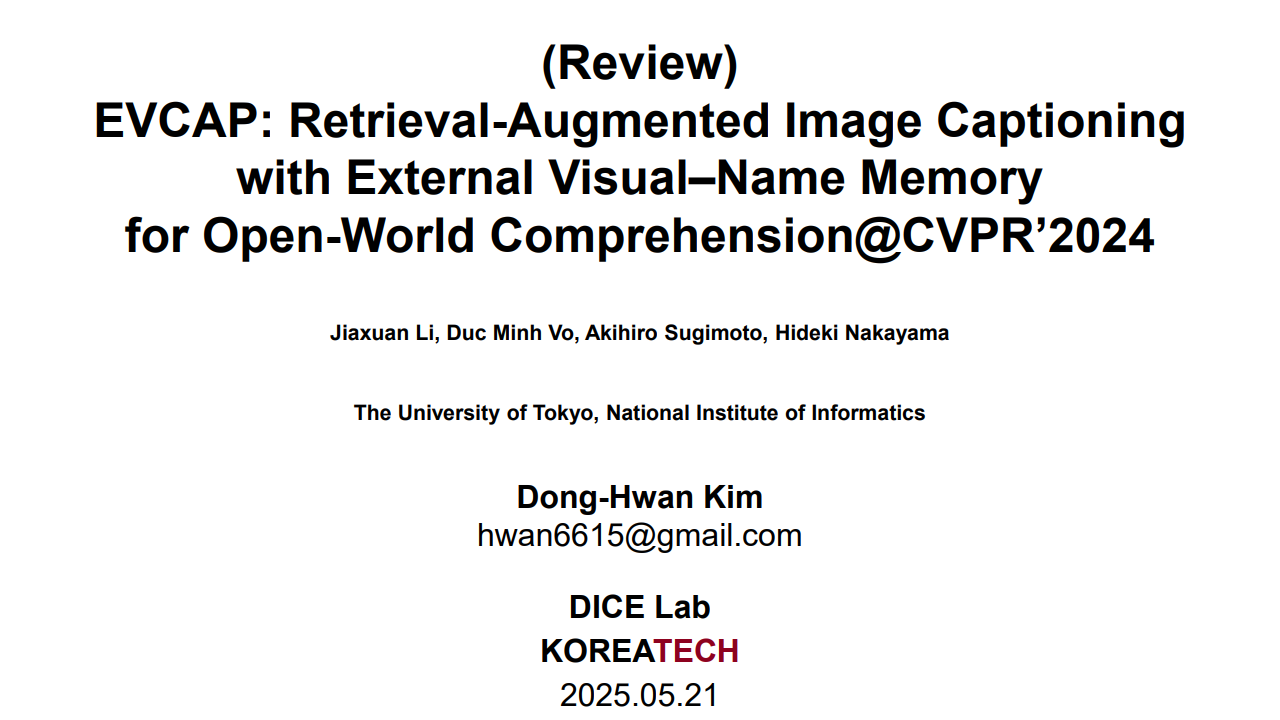 (Review)
EVCAP: Retrieval-Augmented Image Captioning
with External Visual–Name Memory
for Open-World Comprehension@CVPR’2024
Jiaxuan Li, Duc Minh Vo, Akihiro Sugimoto, Hideki Nakayama
The University of Tokyo, National Institute of Informatics
Dong-Hwan Kim
hwan6615@gmail.com
DICE Lab
KOREATECH
2025.05.21